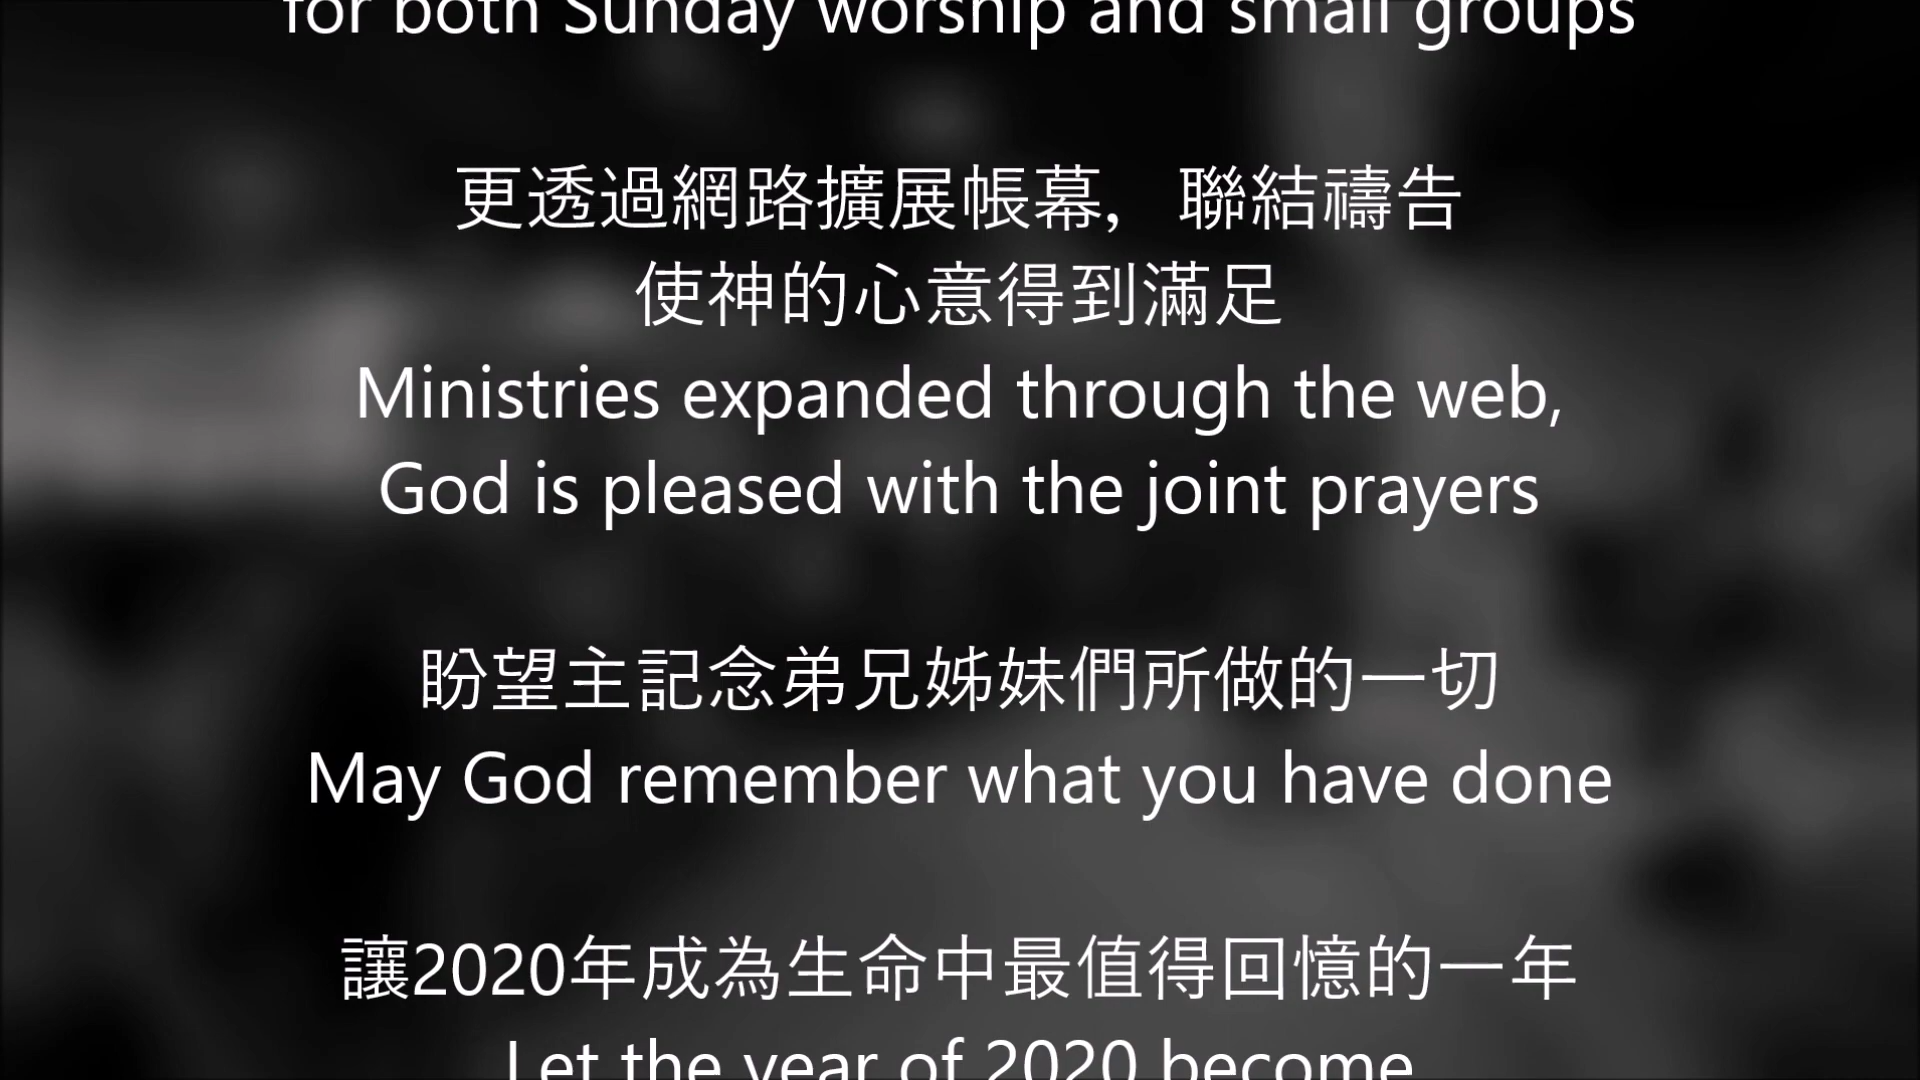 for both Sunday worship and small groups
更透過網路擴展帳幕，聯結禱告
使神的心意得到滿足
Ministries expanded through the web,
God is pleased with the joint prayers
盼望主記念弟兄姊妹們所做的一切
May God remember what you have done
讓2020年成為生命中最值得回憶的一年
Let the year of 2020 become